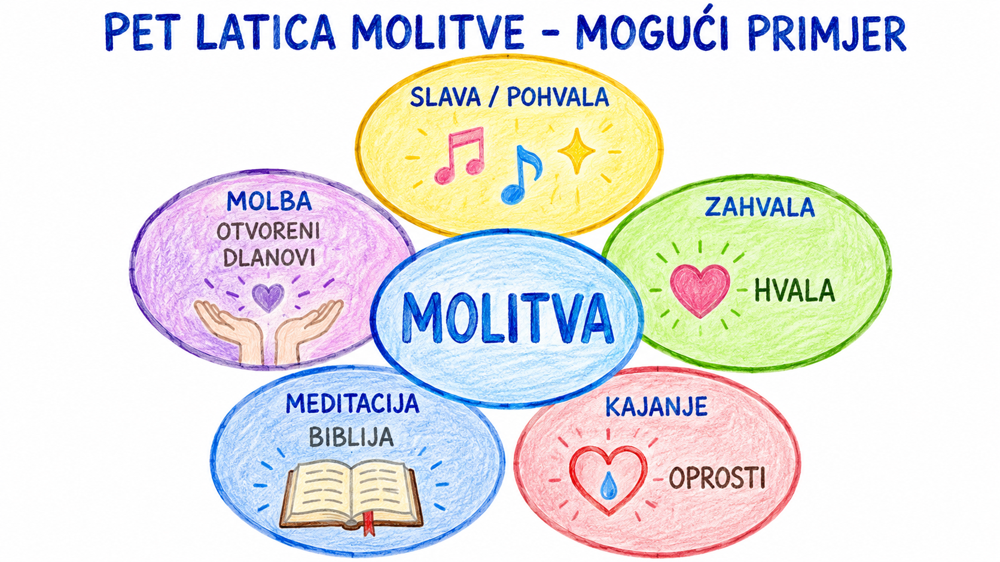 PET LATICA MOLITVE - MOGUĆI PRIMJER
SLAVA / POHVALA
MOLBA
OTVORENI
DLANOVI
ZAHVALA
HVALA
MOLITVA
MEDITACIJA
BIBLIJA
KAJANJE
OPROSTI